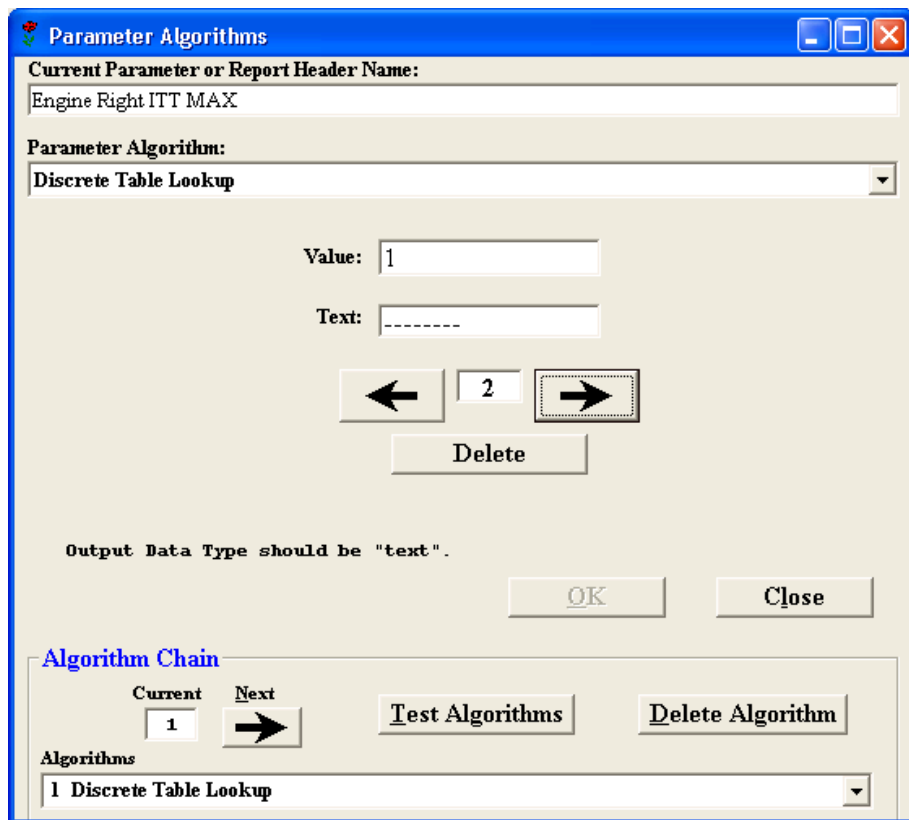 Parameter Algorithms
Current Parameter or Report Header Name:
Engine Right ITT MAX
Parameter Algorithm:
Discrete Table Lookup
Value: 1
Text: --------
2
Delete
Output Data Type should be "text".
OK Close
Algorithm Chain
Current Next
1 Test Algorithms Delete Algorithm
Algorithms
1 Discrete Table Lookup